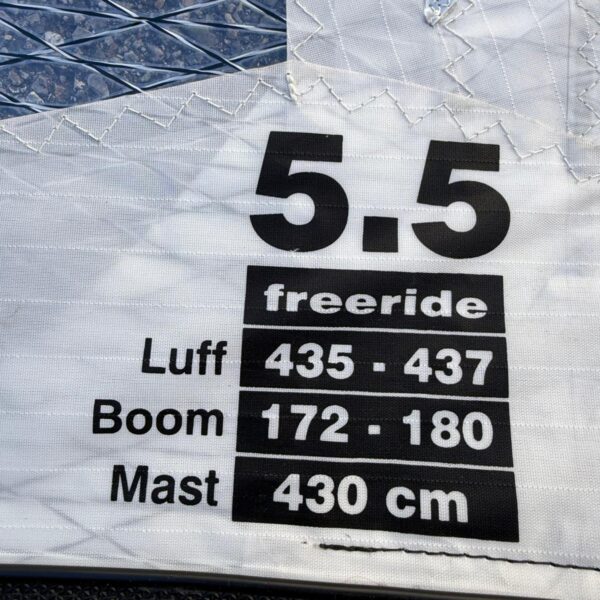 5.5
freeride
Luff 435 - 437
Boom 172 - 180
Mast 430 cm